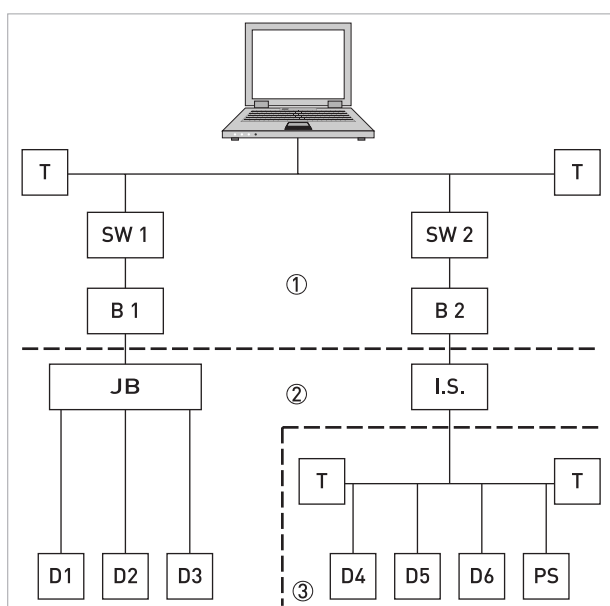 T T
SW 1 SW 2
①
B 1 B 2
JB I.S.
②
T T
D1 D2 D3 ③ D4 D5 D6 PS